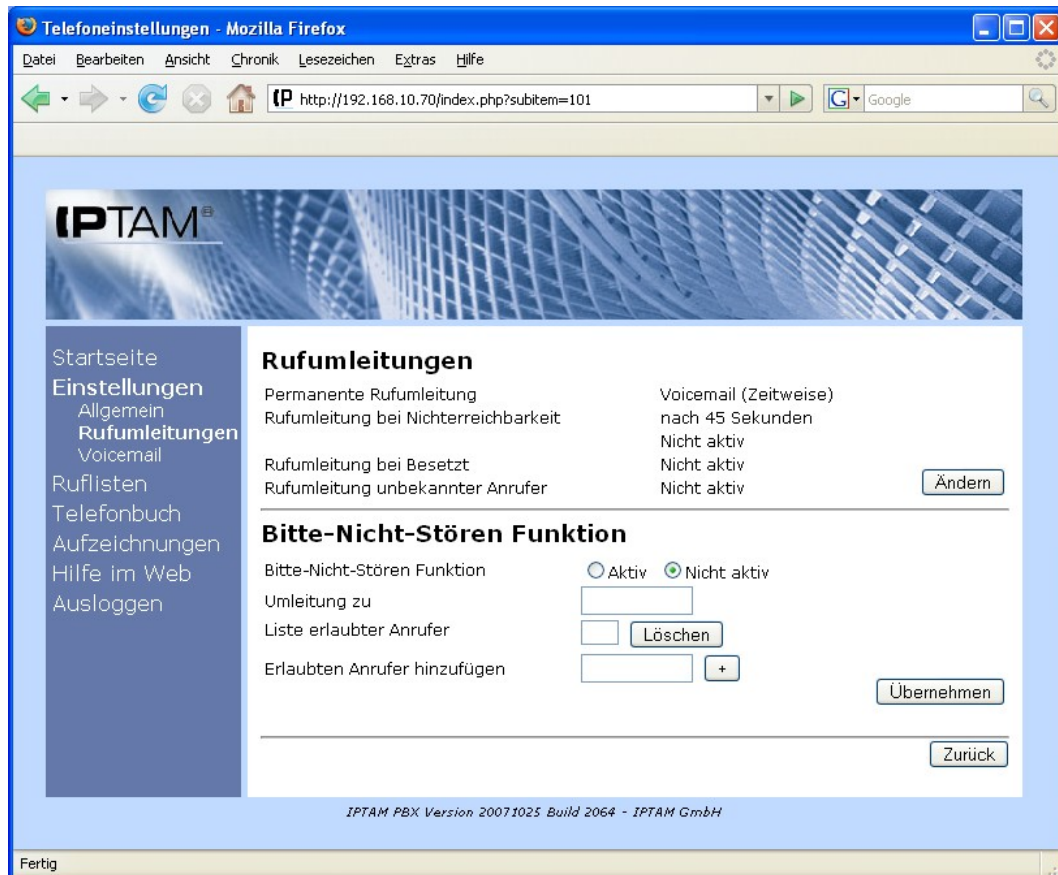 Telefoneinstellungen - Mozilla Firefox
Datei Bearbeiten Ansicht Chronik Lesezeichen Extras Hilfe
IP http://192.168.10.70/index.php?subitem=101 G Google
IPTAM®
Startseite
Einstellungen
Allgemein
Rufumleitungen
Voicemail
Ruflisten
Telefonbuch
Aufzeichnungen
Hilfe im Web
Ausloggen
Rufumleitungen
Permanente Rufumleitung Voicemail (Zeitweise)
Rufumleitung bei Nichterreichbarkeit nach 45 Sekunden
Nicht aktiv
Rufumleitung bei Besetzt Nicht aktiv
Rufumleitung unbekannter Anrufer Nicht aktiv Ändern
Bitte-Nicht-Stören Funktion
Bitte-Nicht-Stören Funktion Aktiv Nicht aktiv
Umleitung zu
Liste erlaubter Anrufer Löschen
Erlaubten Anrufer hinzufügen +
Übernehmen
Zurück
IPTAM PBX Version 20071025 Build 2064 - IPTAM GmbH
Fertig